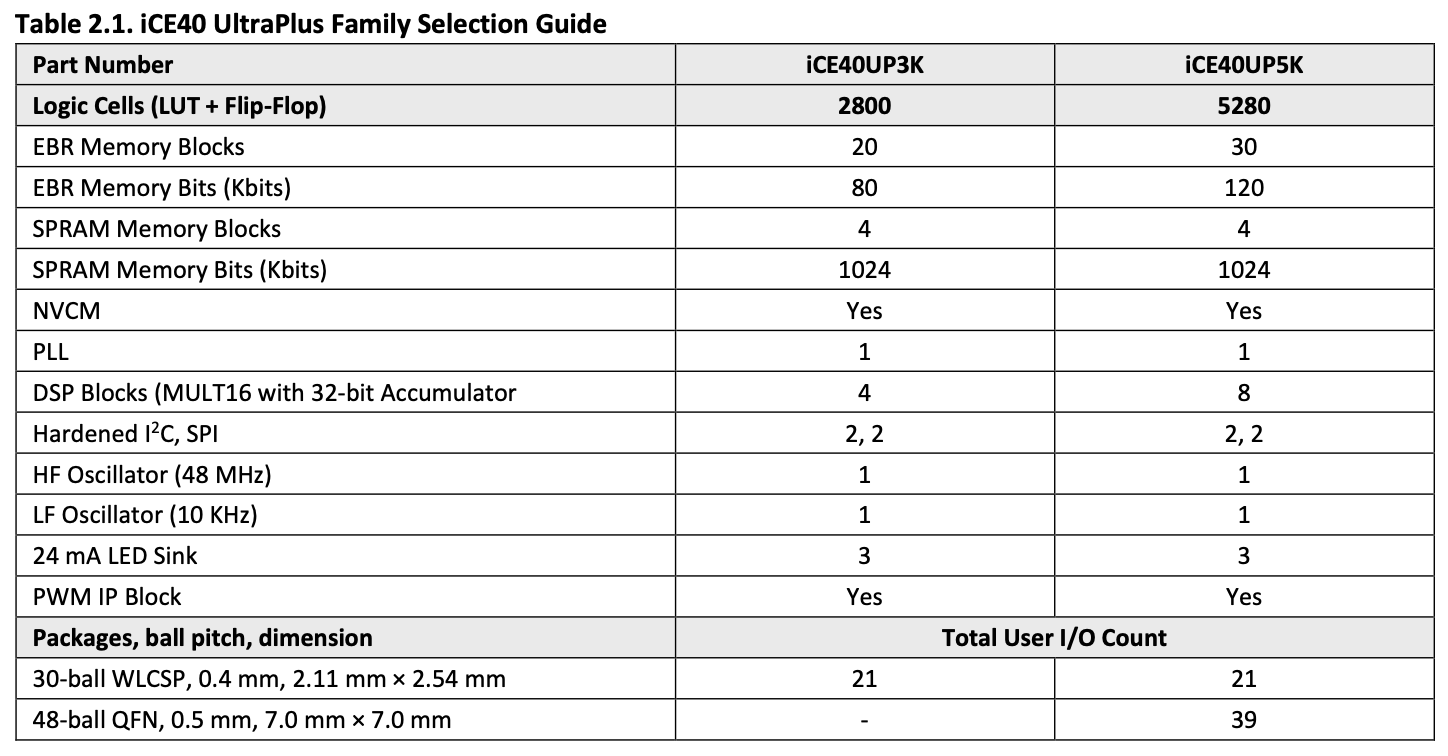 Table 2.1. iCE40 UltraPlus Family Selection Guide
Part Number iCE40UP3K iCE40UP5K
Logic Cells (LUT + Flip-Flop) 2800 5280
EBR Memory Blocks 20 30
EBR Memory Bits (Kbits) 80 120
SPRAM Memory Blocks 4 4
SPRAM Memory Bits (Kbits) 1024 1024
NVCM Yes Yes
PLL 1 1
DSP Blocks (MULT16 with 32-bit Accumulator 4 8
Hardened I²C, SPI 2, 2 2, 2
HF Oscillator (48 MHz) 1 1
LF Oscillator (10 KHz) 1 1
24 mA LED Sink 3 3
PWM IP Block Yes Yes
Packages, ball pitch, dimension Total User I/O Count
30-ball WLCSP, 0.4 mm, 2.11 mm × 2.54 mm 21 21
48-ball QFN, 0.5 mm, 7.0 mm × 7.0 mm - 39